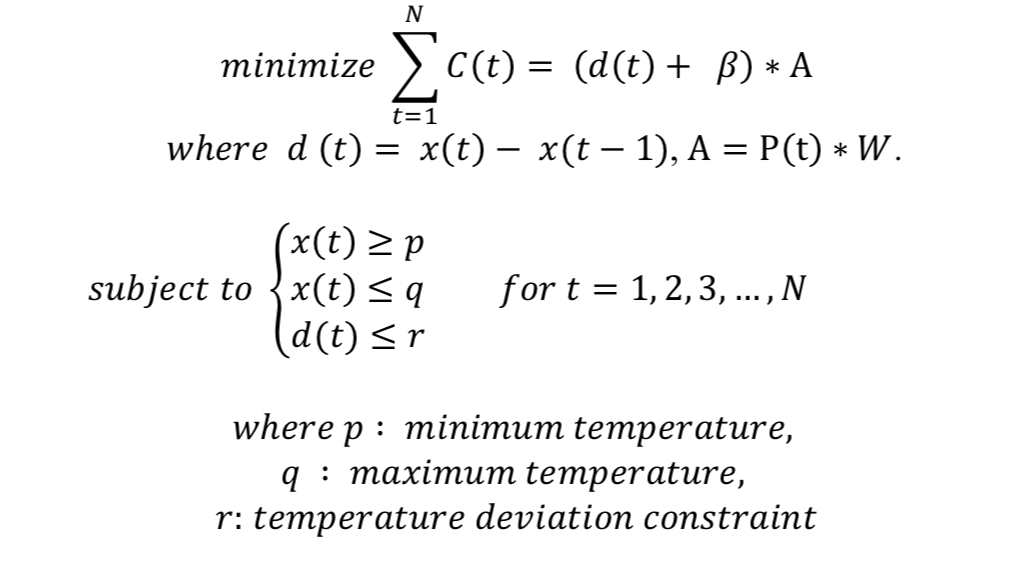 minimize N ∑ t=1 C(t) = (d(t) + β) * A
where d (t) = x(t) − x(t − 1), A = P(t) * W.
x(t) ≥ p
subject to { x(t) ≤ q for t = 1, 2, 3, … , N
d(t) ≤ r
where p : minimum temperature,
q : maximum temperature,
r: temperature deviation constraint